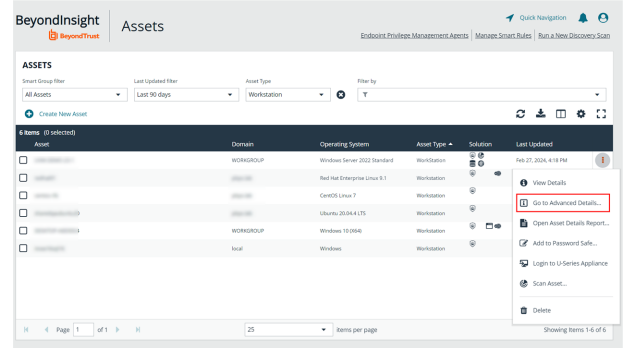 BeyondInsight
BeyondTrust
Assets
Quick Navigation
Endpoint Privilege Management Agents Manage Smart Rules Run a New Discovery Scan
ASSETS
Smart Group filter Last Updated filter Asset Type Filter by
All Assets Last 90 days Workstation
Create New Asset
6 items (0 selected)
Asset Domain Operating System Asset Type Solution Last Updated
WORKGROUP Windows Server 2022 Standard WorkStation Feb 27, 2024, 4:18 PM
Red Hat Enterprise Linux 9.1 Workstation
View Details
CentOS Linux 7 Workstation
Go to Advanced Details...
Ubuntu 20.04.4 LTS Workstation
Open Asset Details Report...
WORKGROUP Windows 10 (X64) Workstation
Add to Password Safe...
local Windows Workstation
Login to U-Series Appliance
Scan Asset...
Delete
Page 1 of 1 25 items per page Showing Items 1-6 of 6